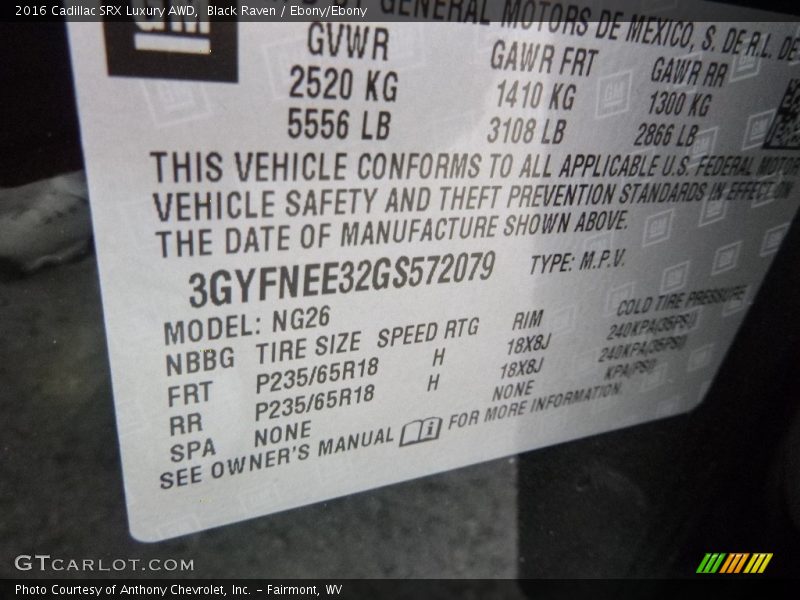 2016 Cadillac SRX Luxury AWD, Black Raven / Ebony/Ebony
GM GENERAL MOTORS DE MEXICO, S. DE R.L. DE
GVWR GAWR FRT GAWR RR
2520 KG 1410 KG 1300 KG
5556 LB 3108 LB 2866 LB
THIS VEHICLE CONFORMS TO ALL APPLICABLE U.S. FEDERAL MOTOR
VEHICLE SAFETY AND THEFT PREVENTION STANDARDS IN EFFECT ON
THE DATE OF MANUFACTURE SHOWN ABOVE.
3GYFNEE32GS572079 TYPE: M.P.V.
MODEL: NG26
NBBG TIRE SIZE SPEED RTG RIM COLD TIRE PRESSURE
FRT P235/65R18 H 18X8J 240KPA(35PSI)
RR P235/65R18 H 18X8J 240KPA(35PSI)
SPA NONE NONE KPA(PSI)
SEE OWNER'S MANUAL FOR MORE INFORMATION.
GTCARLOT.COM
Photo Courtesy of Anthony Chevrolet, Inc. – Fairmont, WV